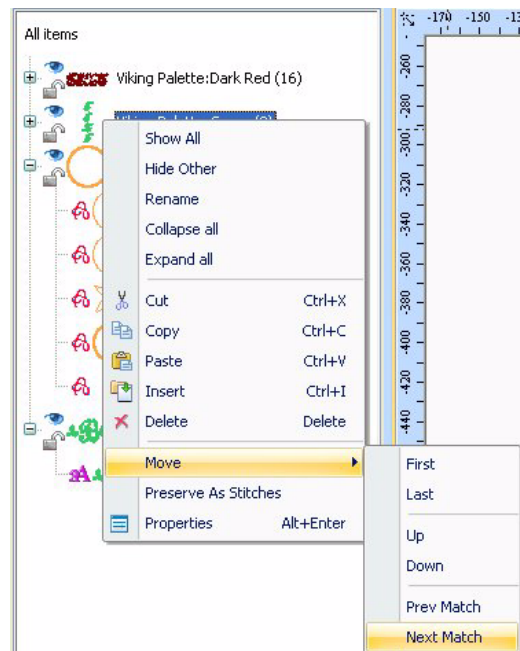 -170 -150
All items
-260
Viking Palette:Dark Red (16)
-280
Show All
-300
Hide Other
-320
Rename
-340
Collapse all
-360
Expand all
-380
Cut Ctrl+X
-400
Copy Ctrl+C
-420
Paste Ctrl+V
Insert Ctrl+I
-440
Delete Delete
Move
First
Preserve As Stitches
Last
Properties Alt+Enter
Up
Down
Prev Match
Next Match